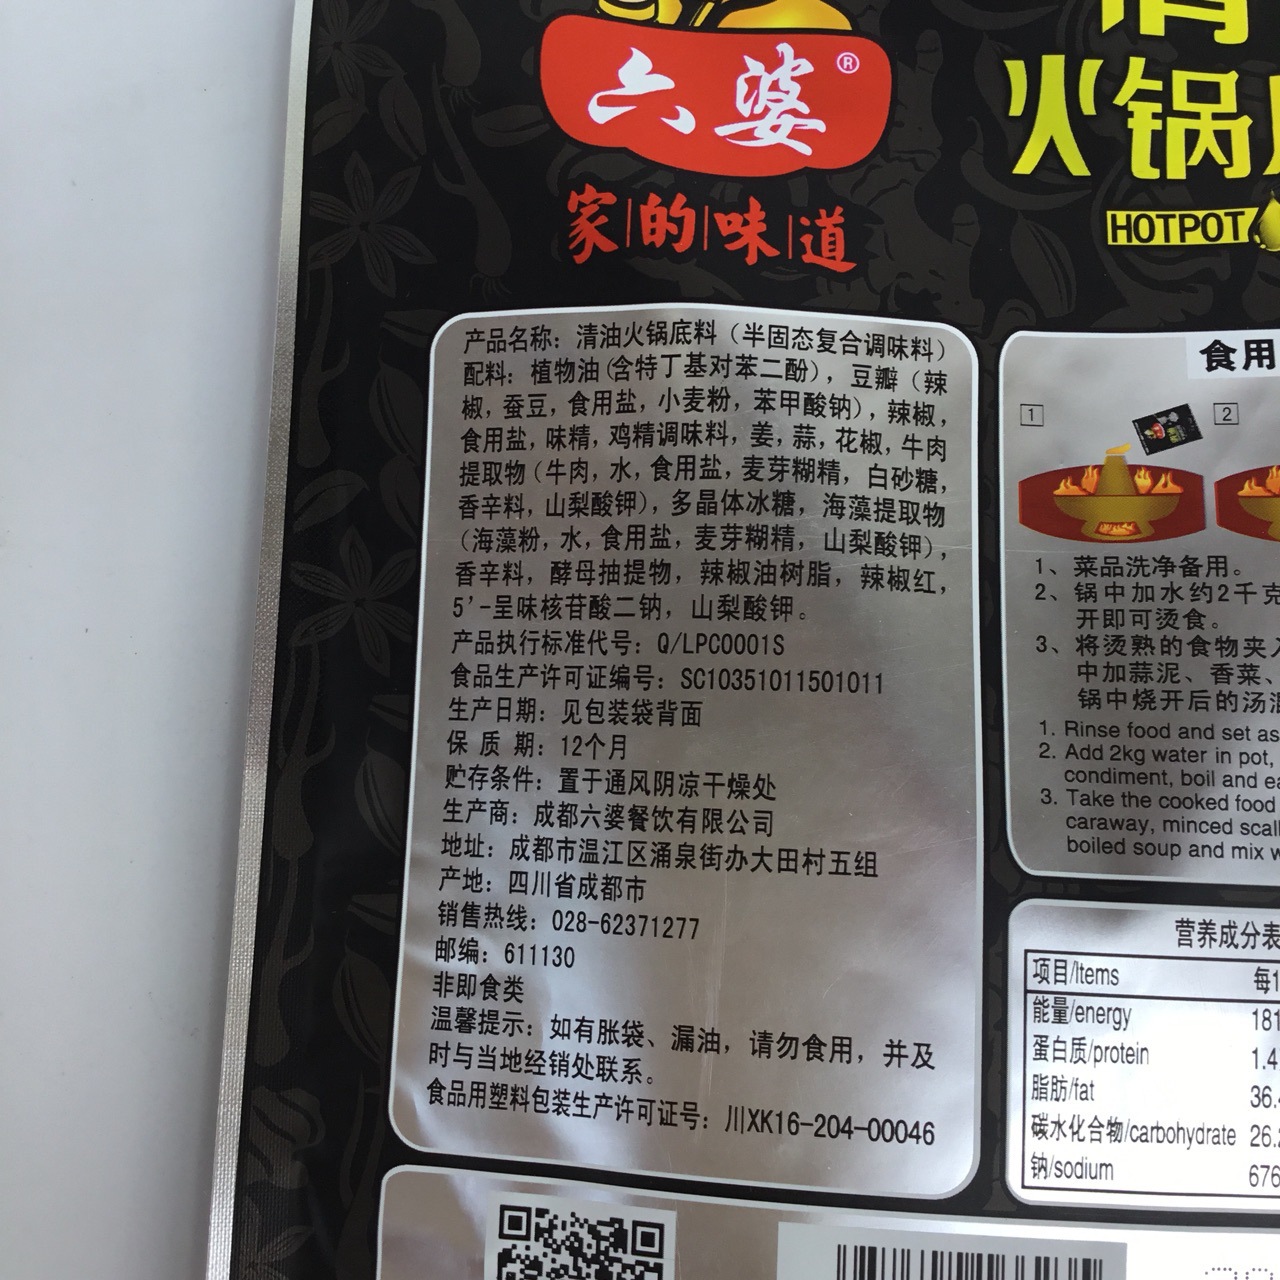 六婆®
家的味道
火锅
HOTPOT
产品名称：清油火锅底料（半固态复合调味料）
配料：植物油(含特丁基对苯二酚)，豆瓣（辣
椒，蚕豆，食用盐，小麦粉，苯甲酸钠），辣椒，
食用盐，味精，鸡精调味料，姜，蒜，花椒，牛肉
提取物（牛肉，水，食用盐，麦芽糊精，白砂糖，
香辛料，山梨酸钾），多晶体冰糖，海藻提取物
（海藻粉，水，食用盐，麦芽糊精，山梨酸钾），
香辛料，酵母抽提物，辣椒油树脂，辣椒红，
5'-呈味核苷酸二钠，山梨酸钾。
产品执行标准代号：Q/LPC0001S
食品生产许可证编号：SC10351011501011
生产日期：见包装袋背面
保 质 期：12个月
贮存条件：置于通风阴凉干燥处
生产商：成都六婆餐饮有限公司
地址：成都市温江区涌泉街办大田村五组
产地：四川省成都市
销售热线：028-62371277
邮编：611130
非即食类
温馨提示：如有胀袋、漏油，请勿食用，并及
时与当地经销处联系。
食品用塑料包装生产许可证号：川XK16-204-00046
食用
1 2
1、菜品洗净备用。
2、锅中加水约2千克
开即可烫食。
3、将烫熟的食物夹入
中加蒜泥、香菜、
锅中烧开后的汤油
1. Rinse food and set as
2. Add 2kg water in pot,
condiment, boil and ea
3. Take the cooked food
caraway, minced scall
boiled soup and mix w
营养成分表
项目/Items 每1
能量/energy 181
蛋白质/protein 1.4
脂肪/fat 36.
碳水化合物/carbohydrate 26.
钠/sodium 676